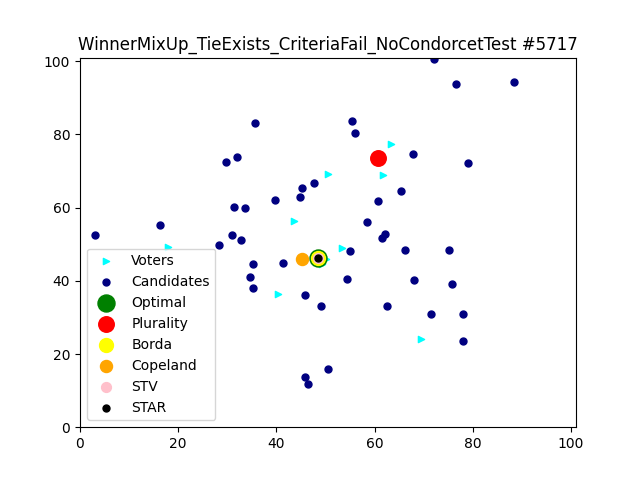 WinnerMixUp_TieExists_CriteriaFail_NoCondorcetTest #5717
100
80
60
40
20
0
Voters
Candidates
Optimal
Plurality
Borda
Copeland
STV
STAR
0 20 40 60 80 100